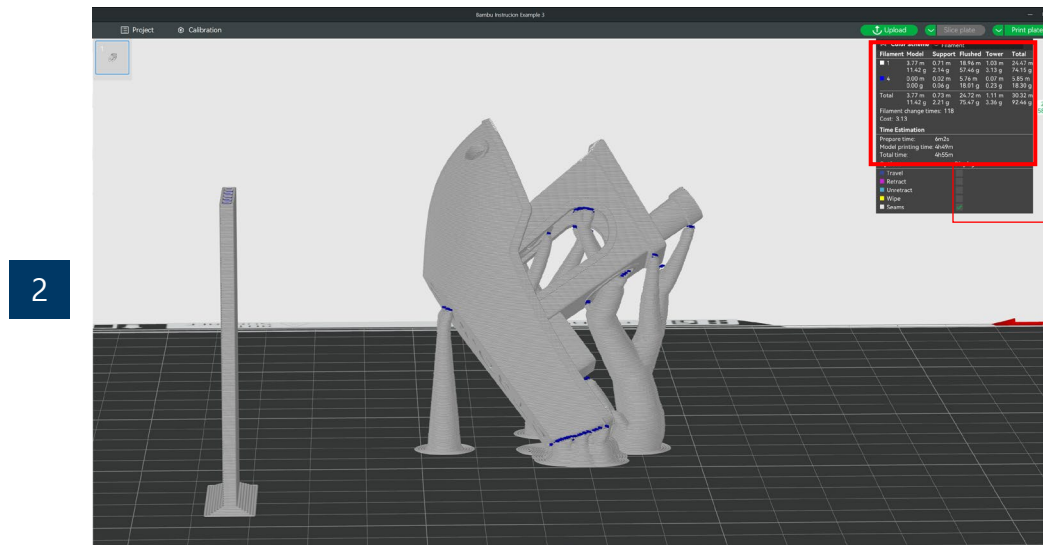 Bambu Instrucion Example 3
Project Calibration Upload Slice plate Print plate
Color Scheme Filament
Filament Model Support Flushed Tower Total
1 3.77 m 0.71 m 18.96 m 1.03 m 24.47 m
11.42 g 2.14 g 57.46 g 3.13 g 74.15 g
4 0.00 m 0.02 m 5.76 m 0.07 m 5.85 m
0.00 g 0.06 g 18.01 g 0.23 g 18.30 g
Total 3.77 m 0.73 m 24.72 m 1.11 m 30.32 m
11.42 g 2.21 g 75.47 g 3.36 g 92.46 g
Filament change times: 118
Cost: 3.13
Time Estimation
Prepare time: 6m2s
Model printing time: 4h49m
Total time: 4h55m
Travel
Retract
Unretract
Wipe
Seams
2